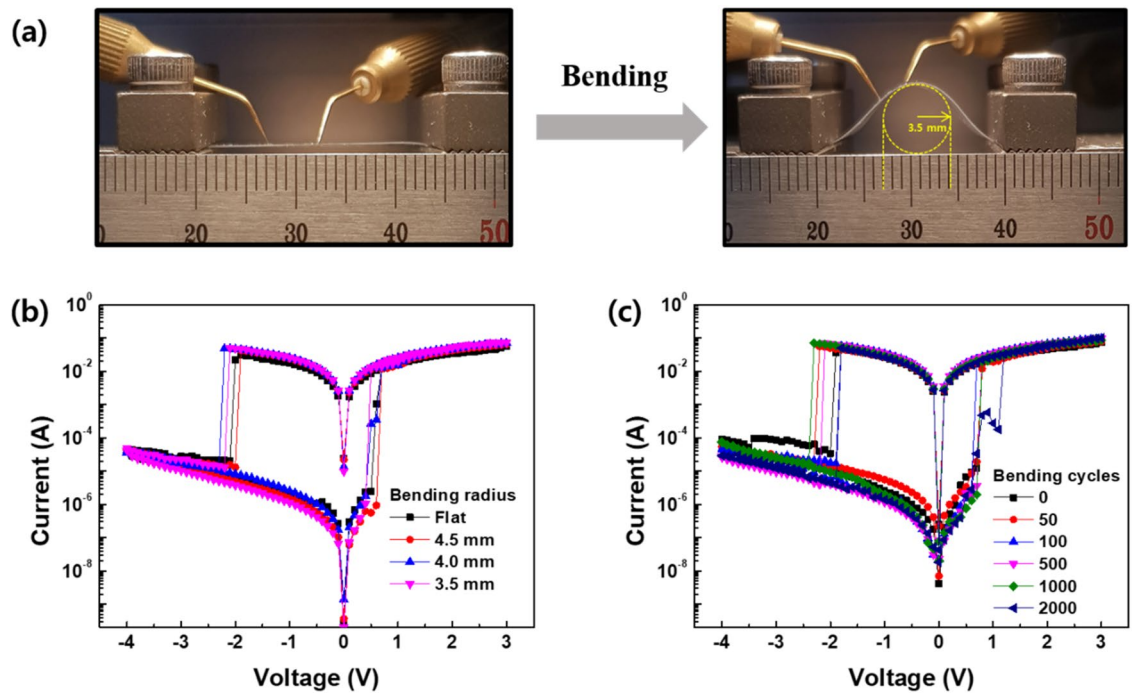 (a)
Bending
3.5 mm
20 30 40 50
10 20 30 40 50
(b)
10⁰
10⁻²
10⁻⁴
10⁻⁶
10⁻⁸
Current (A)
Bending radius
Flat
4.5 mm
4.0 mm
3.5 mm
-4 -3 -2 -1 0 1 2 3
Voltage (V)
(c)
10⁰
10⁻²
10⁻⁴
10⁻⁶
10⁻⁸
Current (A)
Bending cycles
0
50
100
500
1000
2000
-4 -3 -2 -1 0 1 2 3
Voltage (V)